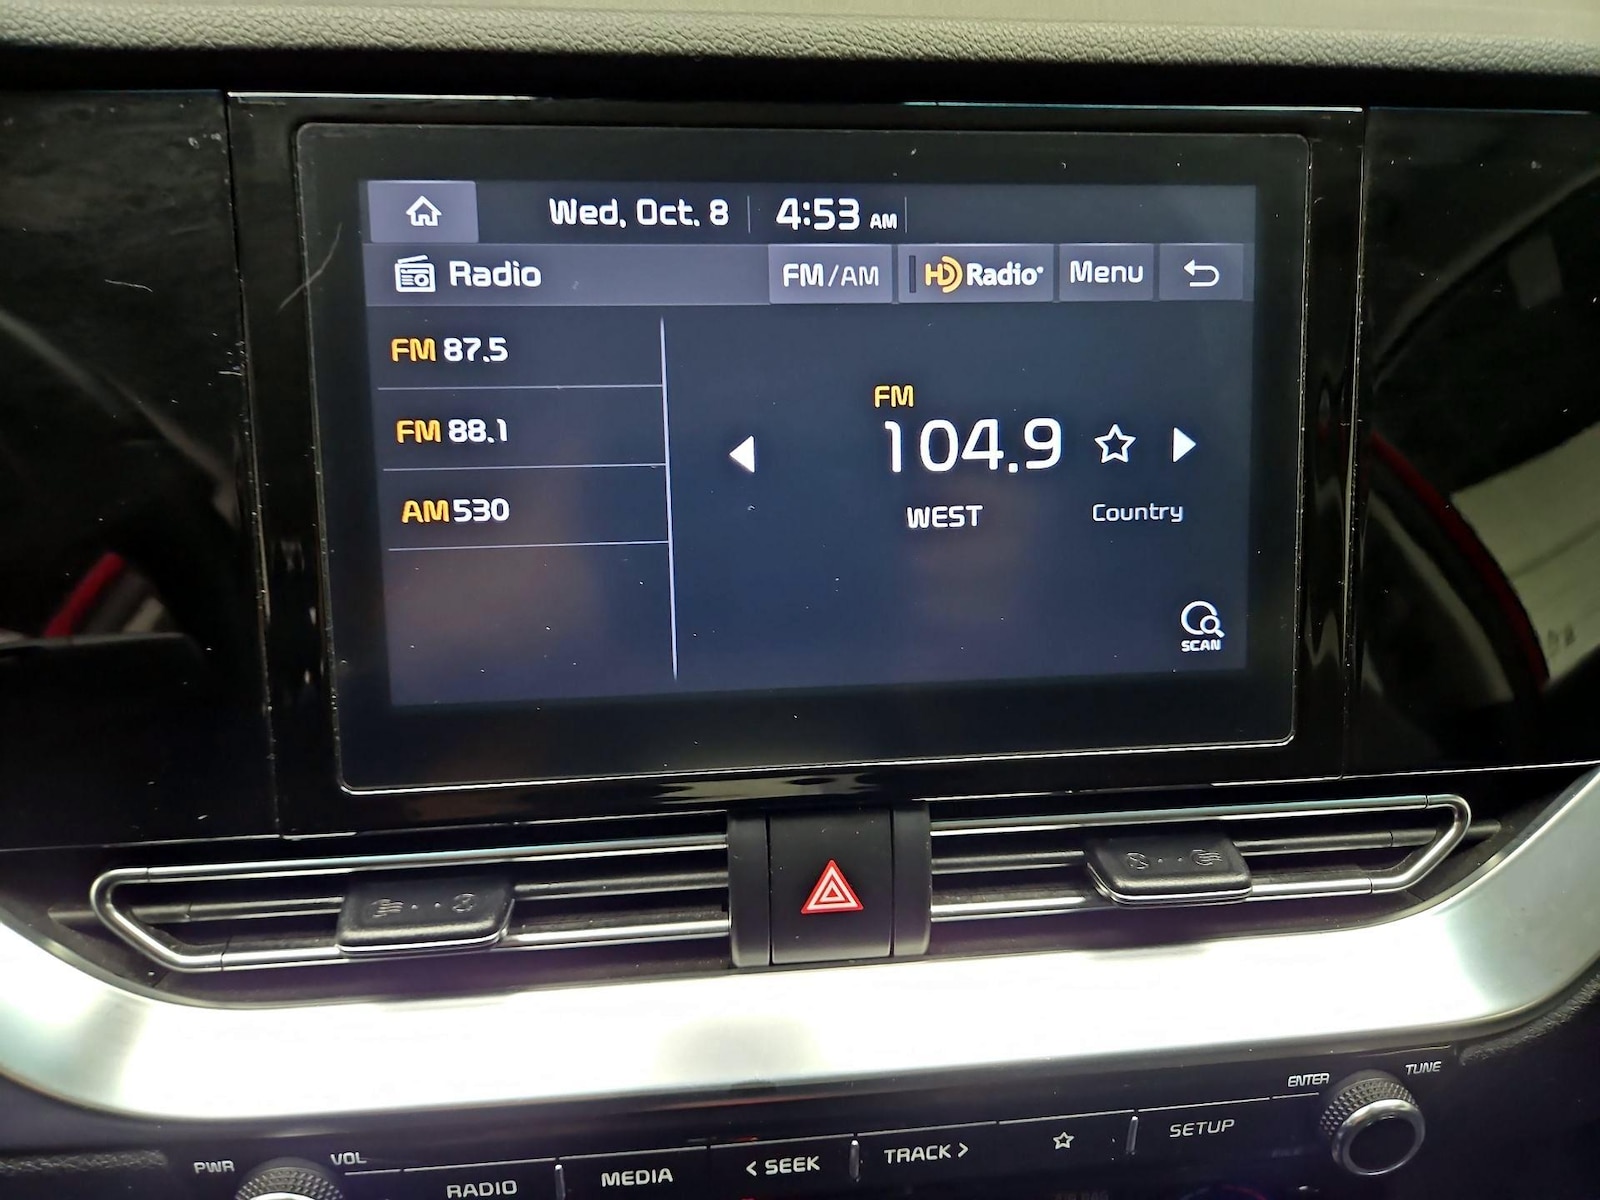 Wed, Oct. 8 4:53 AM
Radio FM/AM HD Radio Menu
FM 87.5
FM 88.1
AM 530
FM
104.9
WEST Country
SCAN
ENTER TUNE
PWR VOL RADIO MEDIA < SEEK TRACK > SETUP